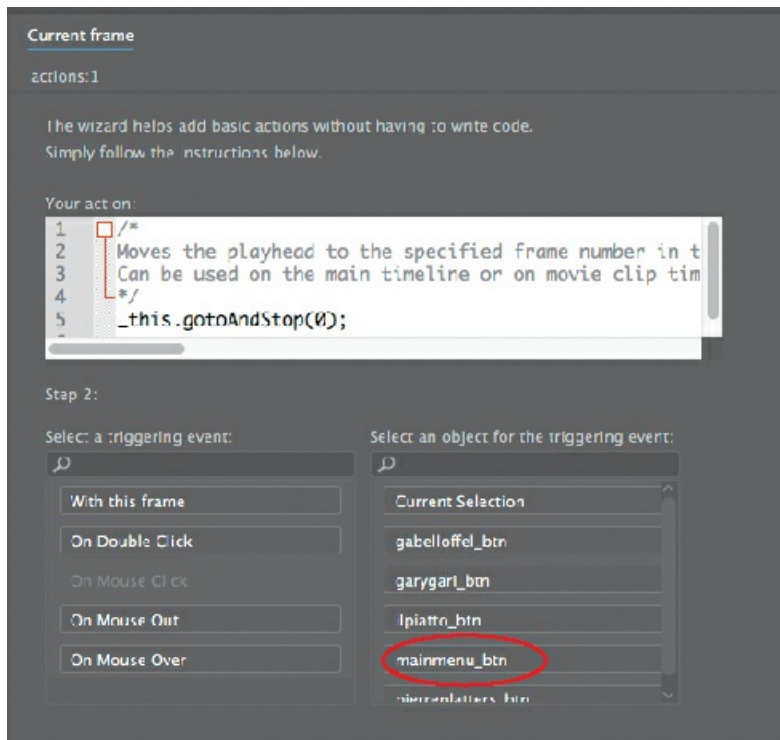 Current frame
actions:1
The wizard helps add basic actions without having to write code.
Simply follow the instructions below.
Your action:
1 /*
2 Moves the playhead to the specified frame number in t
3 Can be used on the main timeline or on movie clip tim
4 */
5 _this.gotoAndStop(0);
Step 2:
Select a triggering event:
Select an object for the triggering event:
With this frame
On Double Click
On Mouse Click
On Mouse Out
On Mouse Over
Current Selection
gabelloffel_btn
garygari_btn
ilpiatto_btn
mainmenu_btn
pierreplatters_btn